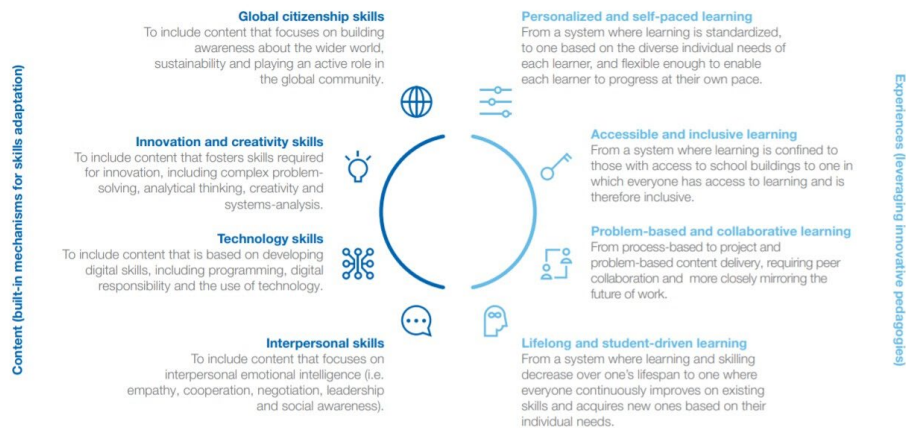 Content (built-in mechanisms for skills adaptation)
Global citizenship skills
To include content that focuses on building
awareness about the wider world,
sustainability and playing an active role in
the global community.
Innovation and creativity skills
To include content that fosters skills required
for innovation, including complex problem-
solving, analytical thinking, creativity and
systems-analysis.
Technology skills
To include content that is based on developing
digital skills, including programming, digital
responsibility and the use of technology.
Interpersonal skills
To include content that focuses on
interpersonal emotional intelligence (i.e.
empathy, cooperation, negotiation, leadership
and social awareness).
Personalized and self-paced learning
From a system where learning is standardized,
to one based on the diverse individual needs of
each learner, and flexible enough to enable
each learner to progress at their own pace.
Accessible and inclusive learning
From a system where learning is confined to
those with access to school buildings to one in
which everyone has access to learning and is
therefore inclusive.
Problem-based and collaborative learning
From process-based to project and
problem-based content delivery, requiring peer
collaboration and more closely mirroring the
future of work.
Lifelong and student-driven learning
From a system where learning and skilling
decrease over one's lifespan to one where
everyone continuously improves on existing
skills and acquires new ones based on their
individual needs.
Experiences (leveraging innovative pedagogies)